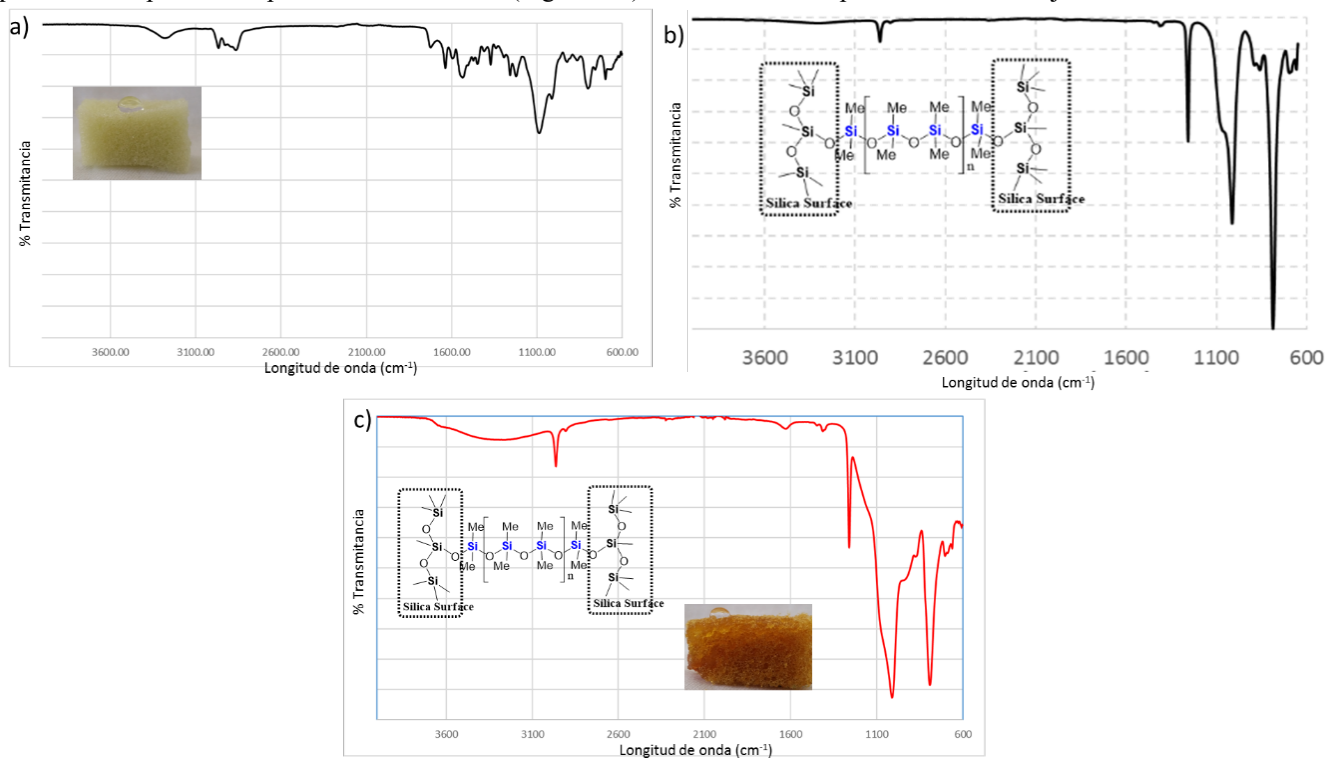 a)
% Transmitancia
3600.00 3100.00 2600.00 2100.00 1600.00 1100.00 600.00
Longitud de onda (cm-1)
b)
% Transmitancia
Si
O
Me Me Me Me
Si Si Si Si Si Si
O O O O O O O
Me Me Me Me
n
O
Si
Silica Surface
Si
O
O
Si
Silica Surface
3600 3100 2600 2100 1600 1100 600
Longitud de onda (cm-1)
c)
% Transmitancia
Si
O
Me Me Me Me
Si Si Si Si Si Si
O O O O O
Me Me Me Me
n
O
Si
Silica Surface
Si
O
O
Si
Silica Surface
3600 3100 2600 2100 1600 1100 600
Longitud de onda (cm-1)